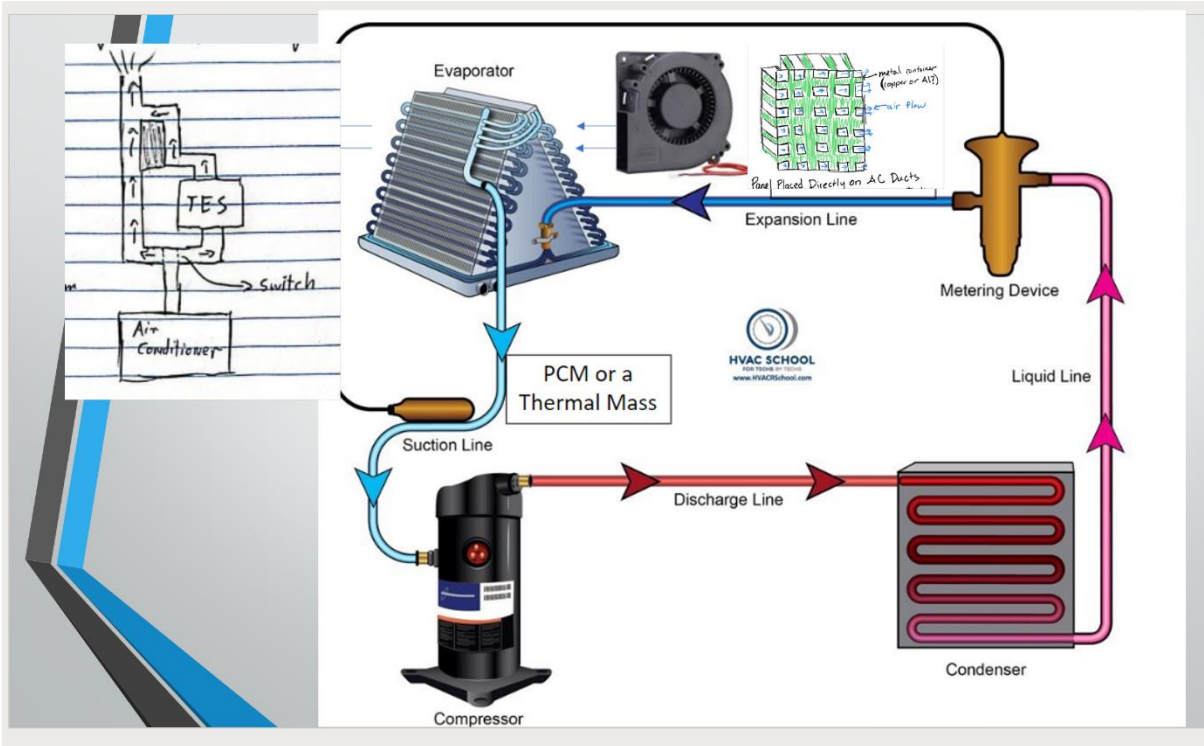 TES
switch
Air
Conditioner
Evaporator
metal container
(copper or Al?)
air flow
Panel Placed Directly on AC Ducts
Expansion Line
Metering Device
HVAC SCHOOL
FOR TECHS BY TECHS
www.HVACRSchool.com
Liquid Line
PCM or a
Thermal Mass
Suction Line
Discharge Line
Condenser
Compressor